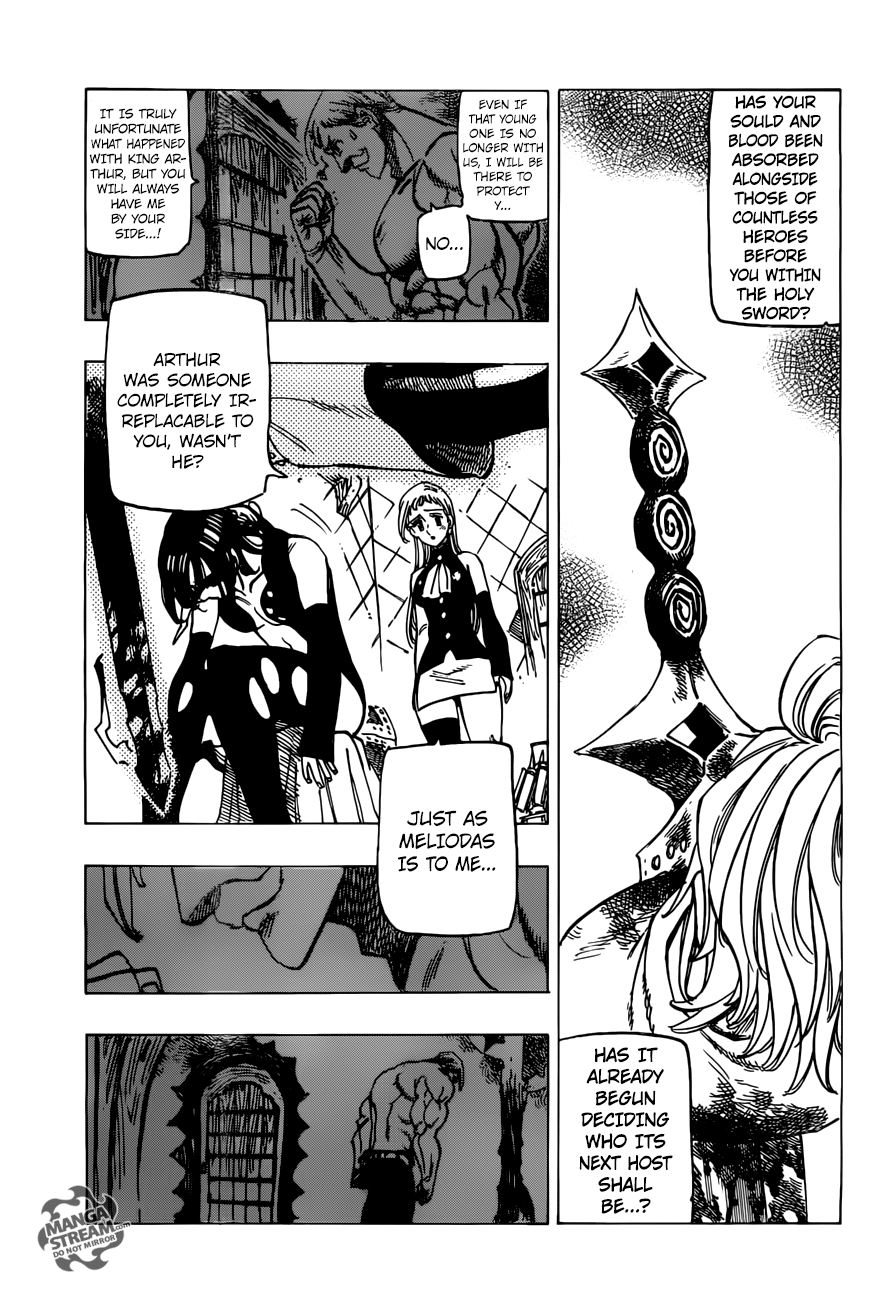 HAS YOUR
SOULD AND
BLOOD BEEN
ABSORBED
ALONGSIDE
THOSE OF
COUNTLESS
HEROES
BEFORE
YOU WITHIN
THE HOLY
SWORD?
HAS IT
ALREADY
BEGUN
DECIDING
WHO ITS
NEXT HOST
SHALL
BE...?
EVEN IF
THAT YOUNG
ONE IS NO
LONGER WITH
US, I WILL BE
THERE TO
PROTECT
Y...
NO...
IT IS TRULY
UNFORTUNATE
WHAT HAPPENED
WITH KING AR-
THUR, BUT YOU
WILL ALWAYS
HAVE ME
BY YOUR
SIDE...!
ARTHUR
WAS SOMEONE
COMPLETELY IR-
REPLACABLE TO
YOU, WASN'T
HE?
JUST AS
MELIODAS
IS TO ME...
MANGA
STREAM.com
DO NOT MIRROR